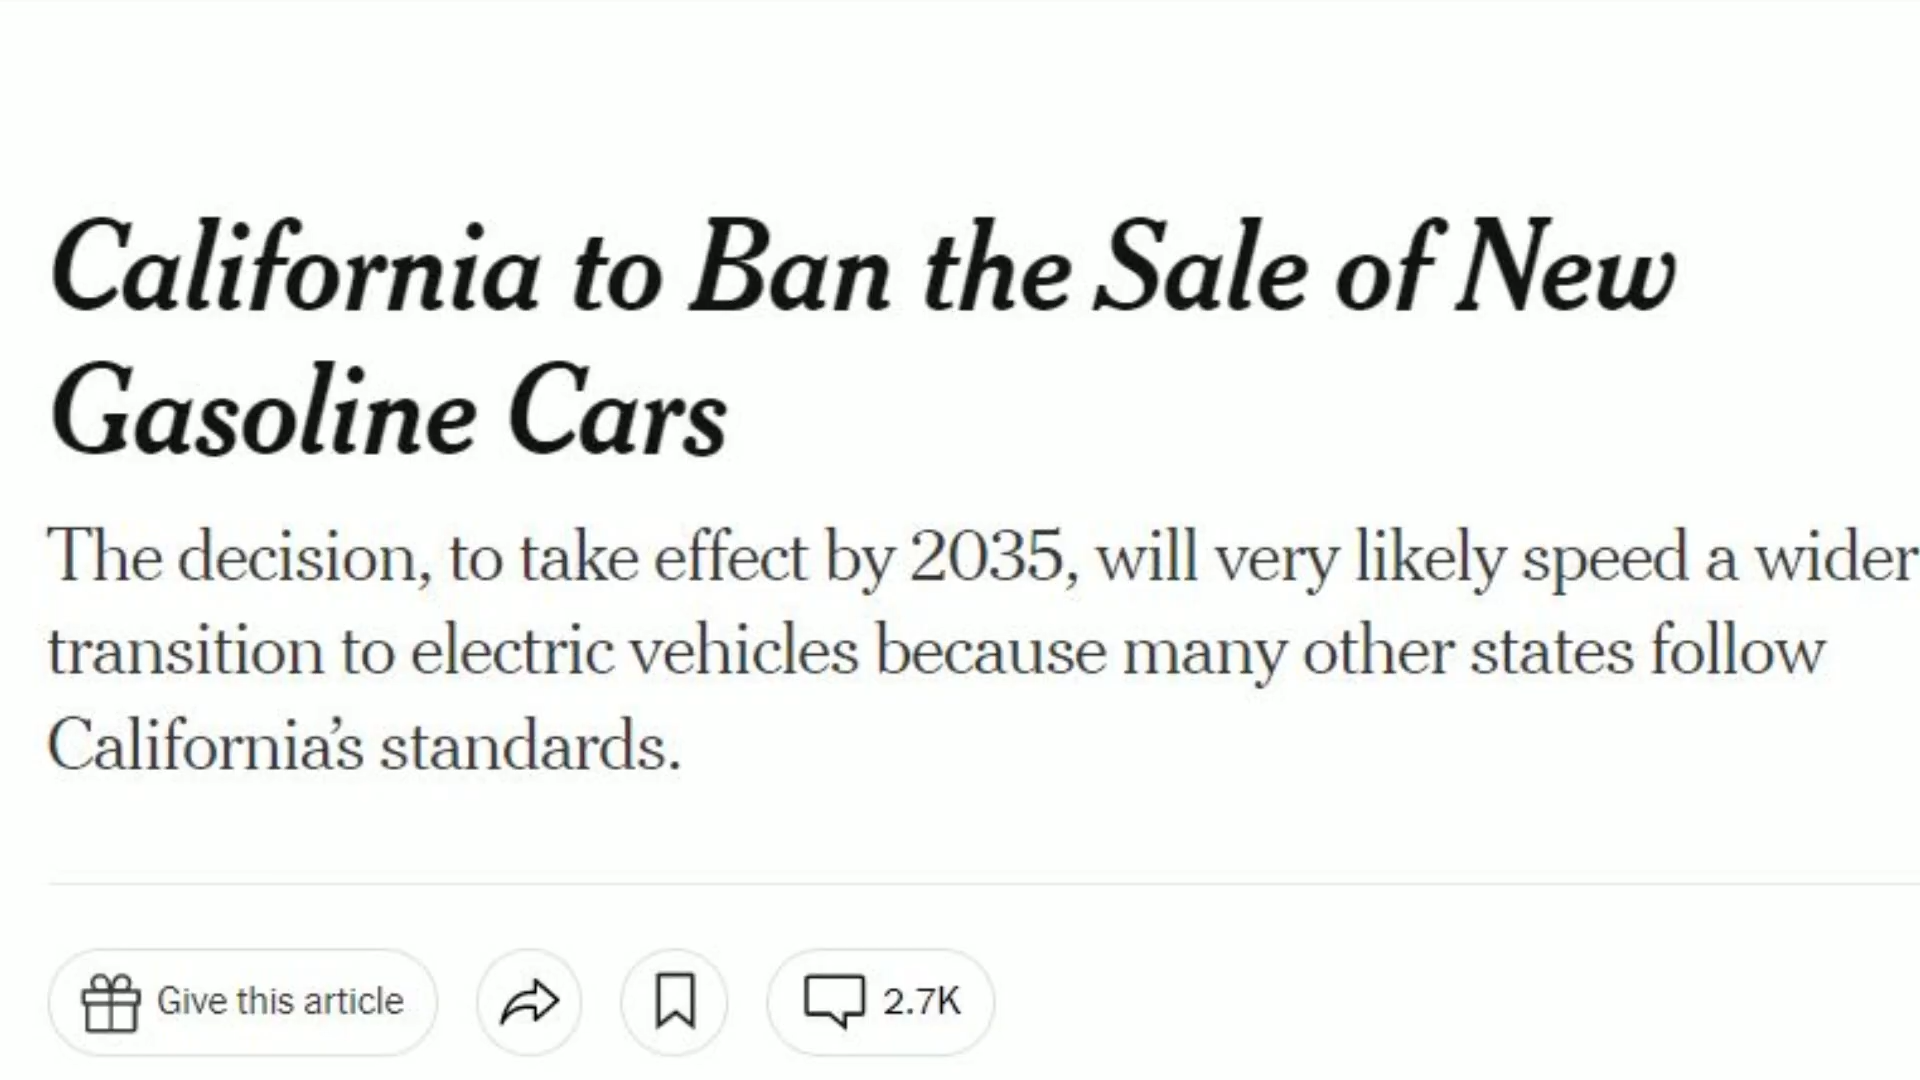 California to Ban the Sale of New
Gasoline Cars
The decision, to take effect by 2035, will very likely speed a wider
transition to electric vehicles because many other states follow
California’s standards.
Give this article
2.7K